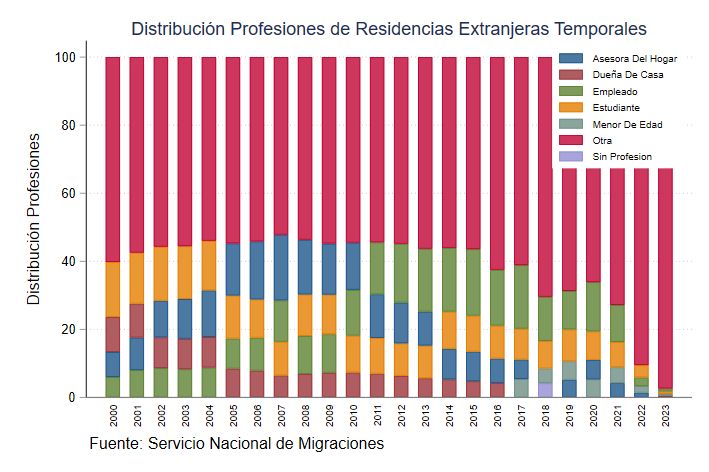 Distribución Profesiones de Residencias Extranjeras Temporales
Distribución Profesiones
100
80
60
40
20
0
Asesora Del Hogar
Dueña De Casa
Empleado
Estudiante
Menor De Edad
Otra
Sin Profesion
2000 2001 2002 2003 2004 2005 2006 2007 2008 2009 2010 2011 2012 2013 2014 2015 2016 2017 2018 2019 2020 2021 2022 2023
Fuente: Servicio Nacional de Migraciones